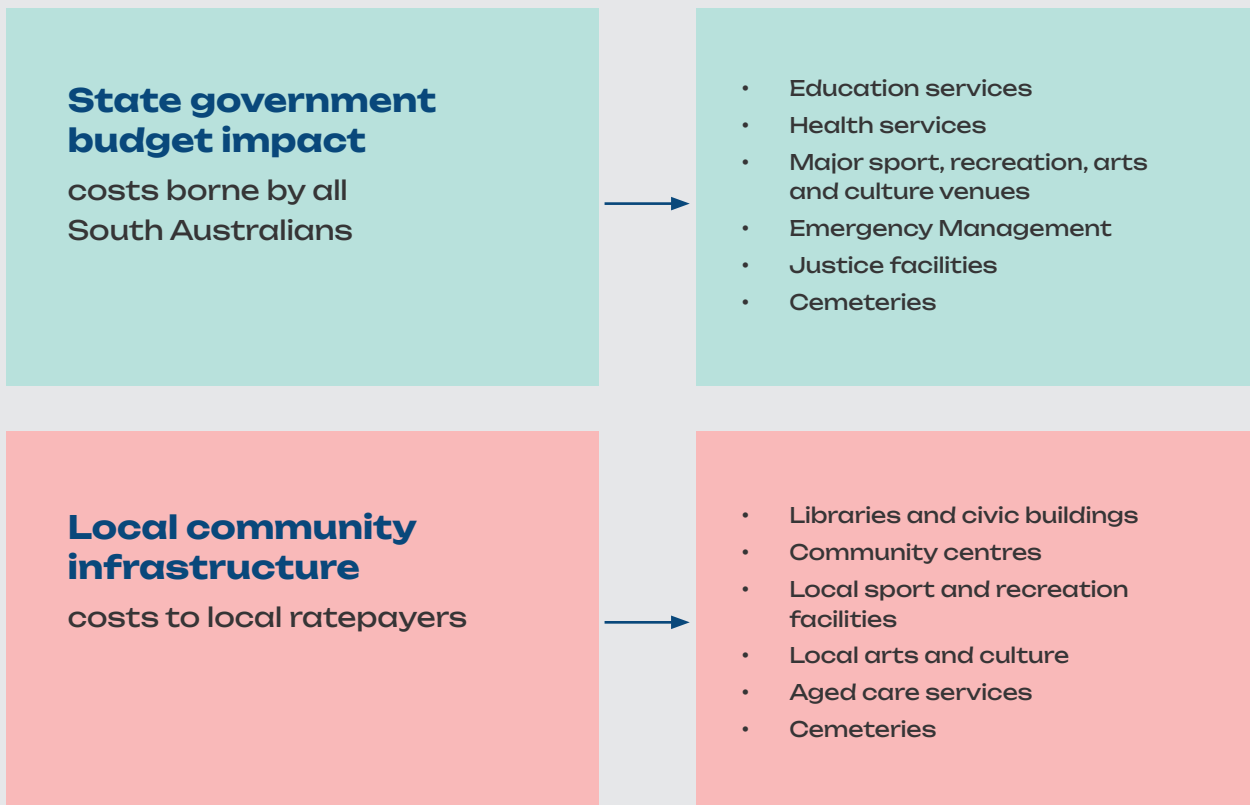 State government
budget impact
costs borne by all
South Australians
• Education services
• Health services
• Major sport, recreation, arts
and culture venues
• Emergency Management
• Justice facilities
• Cemeteries
Local community
infrastructure
costs to local ratepayers
• Libraries and civic buildings
• Community centres
• Local sport and recreation
facilities
• Local arts and culture
• Aged care services
• Cemeteries